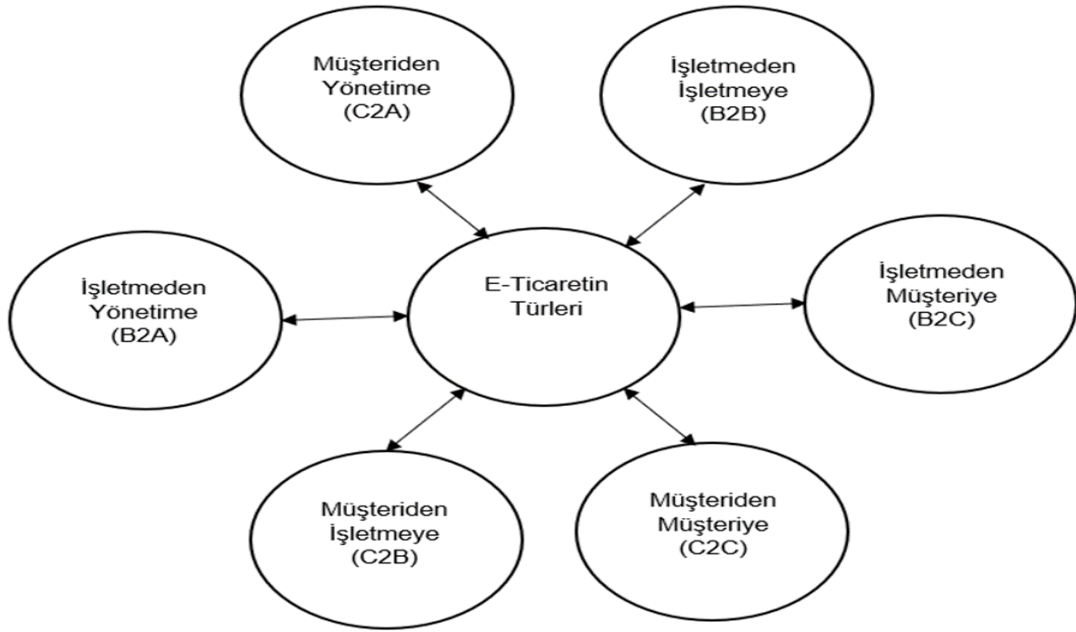 Müşteriden
Yönetime
(C2A)
İşletmeden
İşletmeye
(B2B)
İşletmeden
Yönetime
(B2A)
E-Ticaretin
Türleri
İşletmeden
Müşteriye
(B2C)
Müşteriden
İşletmeye
(C2B)
Müşteriden
Müşteriye
(C2C)